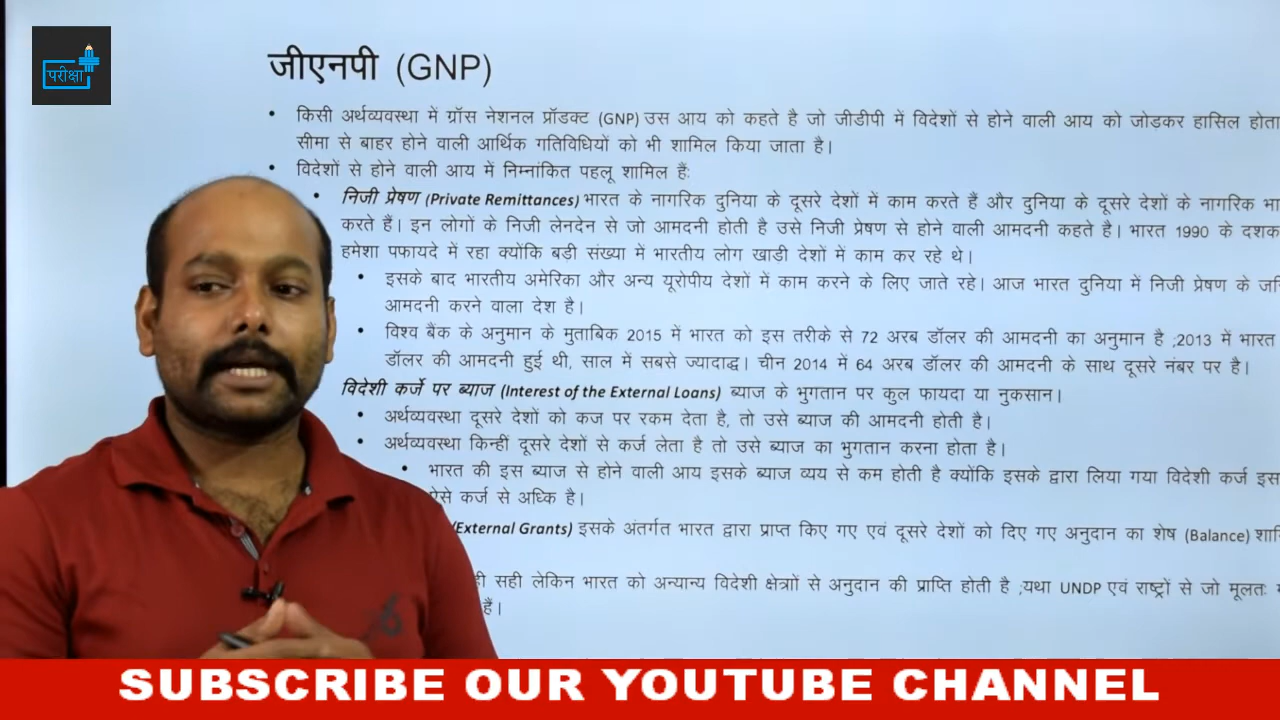 परीक्षा
जीएनपी (GNP)
• किसी अर्थव्यवस्था में ग्रॉस नेशनल प्रॉडक्ट (GNP) उस आय को कहते है जो जीडीपी में विदेशों से होने वाली आय को जोड़कर हासिल होता
सीमा से बाहर होने वाली आर्थिक गतिविधियों को भी शामिल किया जाता है।
• विदेशों से होने वाली आय में निम्नांकित पहलू शामिल हैं:
• निजी प्रेषण (Private Remittances) भारत के नागरिक दुनिया के दूसरे देशों में काम करते हैं और दुनिया के दूसरे देशों के नागरिक
करते हैं। इन लोगों के निजी लेनदेन से जो आमदनी होती है उसे निजी प्रेषण से होने वाली आमदनी कहते है। भारत 1990 के दशक
हमेशा पफायदे में रहा क्योंकि बडी संख्या में भारतीय लोग खाड़ी देशों में काम कर रहे थे।
• इसके बाद भारतीय अमेरिका और अन्य यूरोपीय देशों में काम करने के लिए जाते रहे। आज भारत दुनिया में निजी प्रेषण के
आमदनी करने वाला देश है।
• विश्व बैंक के अनुमान के मुताबिक 2015 में भारत को इस तरीके से 72 अरब डॉलर की आमदनी का अनुमान है ;2013 में भारत
डॉलर की आमदनी हुई थी, साल में सबसे ज्यादाद्ध। चीन 2014 में 64 अरब डॉलर की आमदनी के साथ दूसरे नंबर पर है।
विदेशी कर्जे पर ब्याज (Interest of the External Loans) ब्याज के भुगतान पर कुल फायदा या नुकसान।
• अर्थव्यवस्था दूसरे देशों को कज पर रकम देता है, तो उसे ब्याज की आमदनी होती है।
• अर्थव्यवस्था किन्हीं दूसरे देशों से कर्ज लेता है तो उसे ब्याज का भुगतान करना होता है।
• भारत की इस ब्याज से होने वाली आय इसके ब्याज व्यय से कम होती है क्योंकि इसके द्वारा लिया गया विदेशी कर्ज
ऐसे कर्ज से अध्कि है।
(External Grants) इसके अंतर्गत भारत द्वारा प्राप्त किए गए एवं दूसरे देशों को दिए गए अनुदान का शेष (Balance)
सही लेकिन भारत को अन्यान्य विदेशी क्षेत्राों से अनुदान की प्राप्ति होती है ;यथा UNDP एवं राष्ट्रों से जो मूलतः
हैं।
SUBSCRIBE OUR YOUTUBE CHANNEL